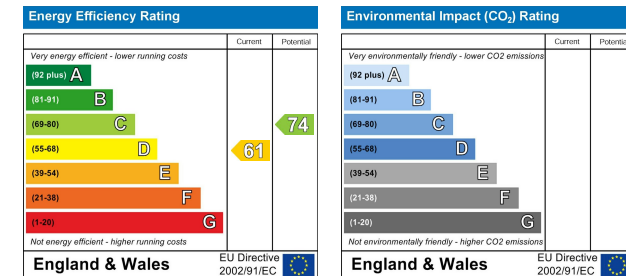 Energy Efficiency Rating
Current Potential
Very energy efficient - lower running costs
(92 plus) A
(81-91) B
(69-80) C
74
(55-68) D
61
(39-54) E
(21-38) F
(1-20) G
Not energy efficient - higher running costs
England & Wales
EU Directive
2002/91/EC
Environmental Impact (CO₂) Rating
Current Potential
Very environmentally friendly - lower CO2 emissions
(92 plus) A
(81-91) B
(69-80) C
(55-68) D
(39-54) E
(21-38) F
(1-20) G
Not environmentally friendly - higher CO2 emissions
England & Wales
EU Directive
2002/91/EC